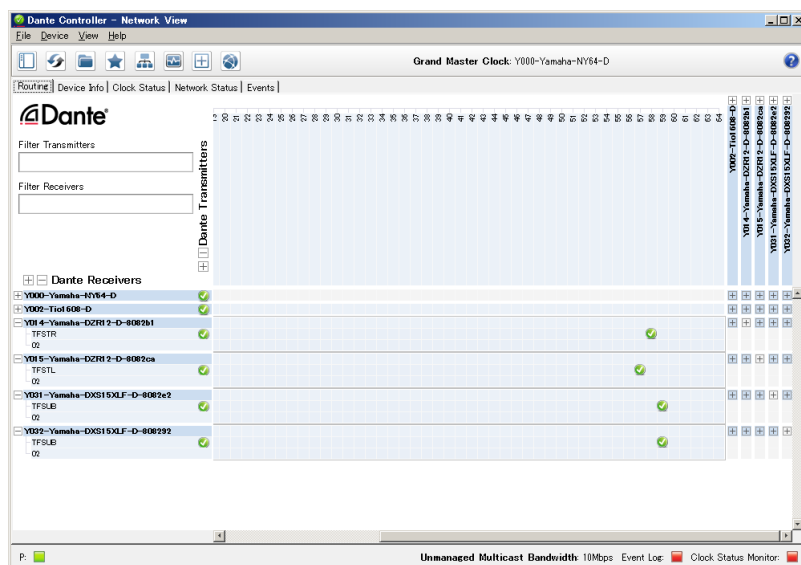 Dante Controller - Network View
File Device View Help
Grand Master Clock: Y000-Yamaha-NY64-D
Routing Device Info Clock Status Network Status Events
Dante
Filter Transmitters
Filter Receivers
Dante Transmitters
20 21 22 23 24 25 26 27 28 29 30 31 32 33 34 35 36 37 38 39 40 41 42 43 44 45 46 47 48 49 50 51 52 53 54 55 56 57 58 59 60 61 62 63 64
Y002-Tio1608-D
Y014-Yamaha-DZR12-D-8082b1
Y015-Yamaha-DZR12-D-8082ca
Y031-Yamaha-DXS15XLF-D-8082e2
Y032-Yamaha-DXS15XLF-D-808292
Dante Receivers
Y000-Yamaha-NY64-D
Y002-Tio1608-D
Y014-Yamaha-DZR12-D-8082b1
TFSTR
02
Y015-Yamaha-DZR12-D-8082ca
TFSTL
02
Y031-Yamaha-DXS15XLF-D-8082e2
TFSUB
02
Y032-Yamaha-DXS15XLF-D-808292
TFSUB
02
P:
Unmanaged Multicast Bandwidth: 10Mbps Event Log: Clock Status Monitor: